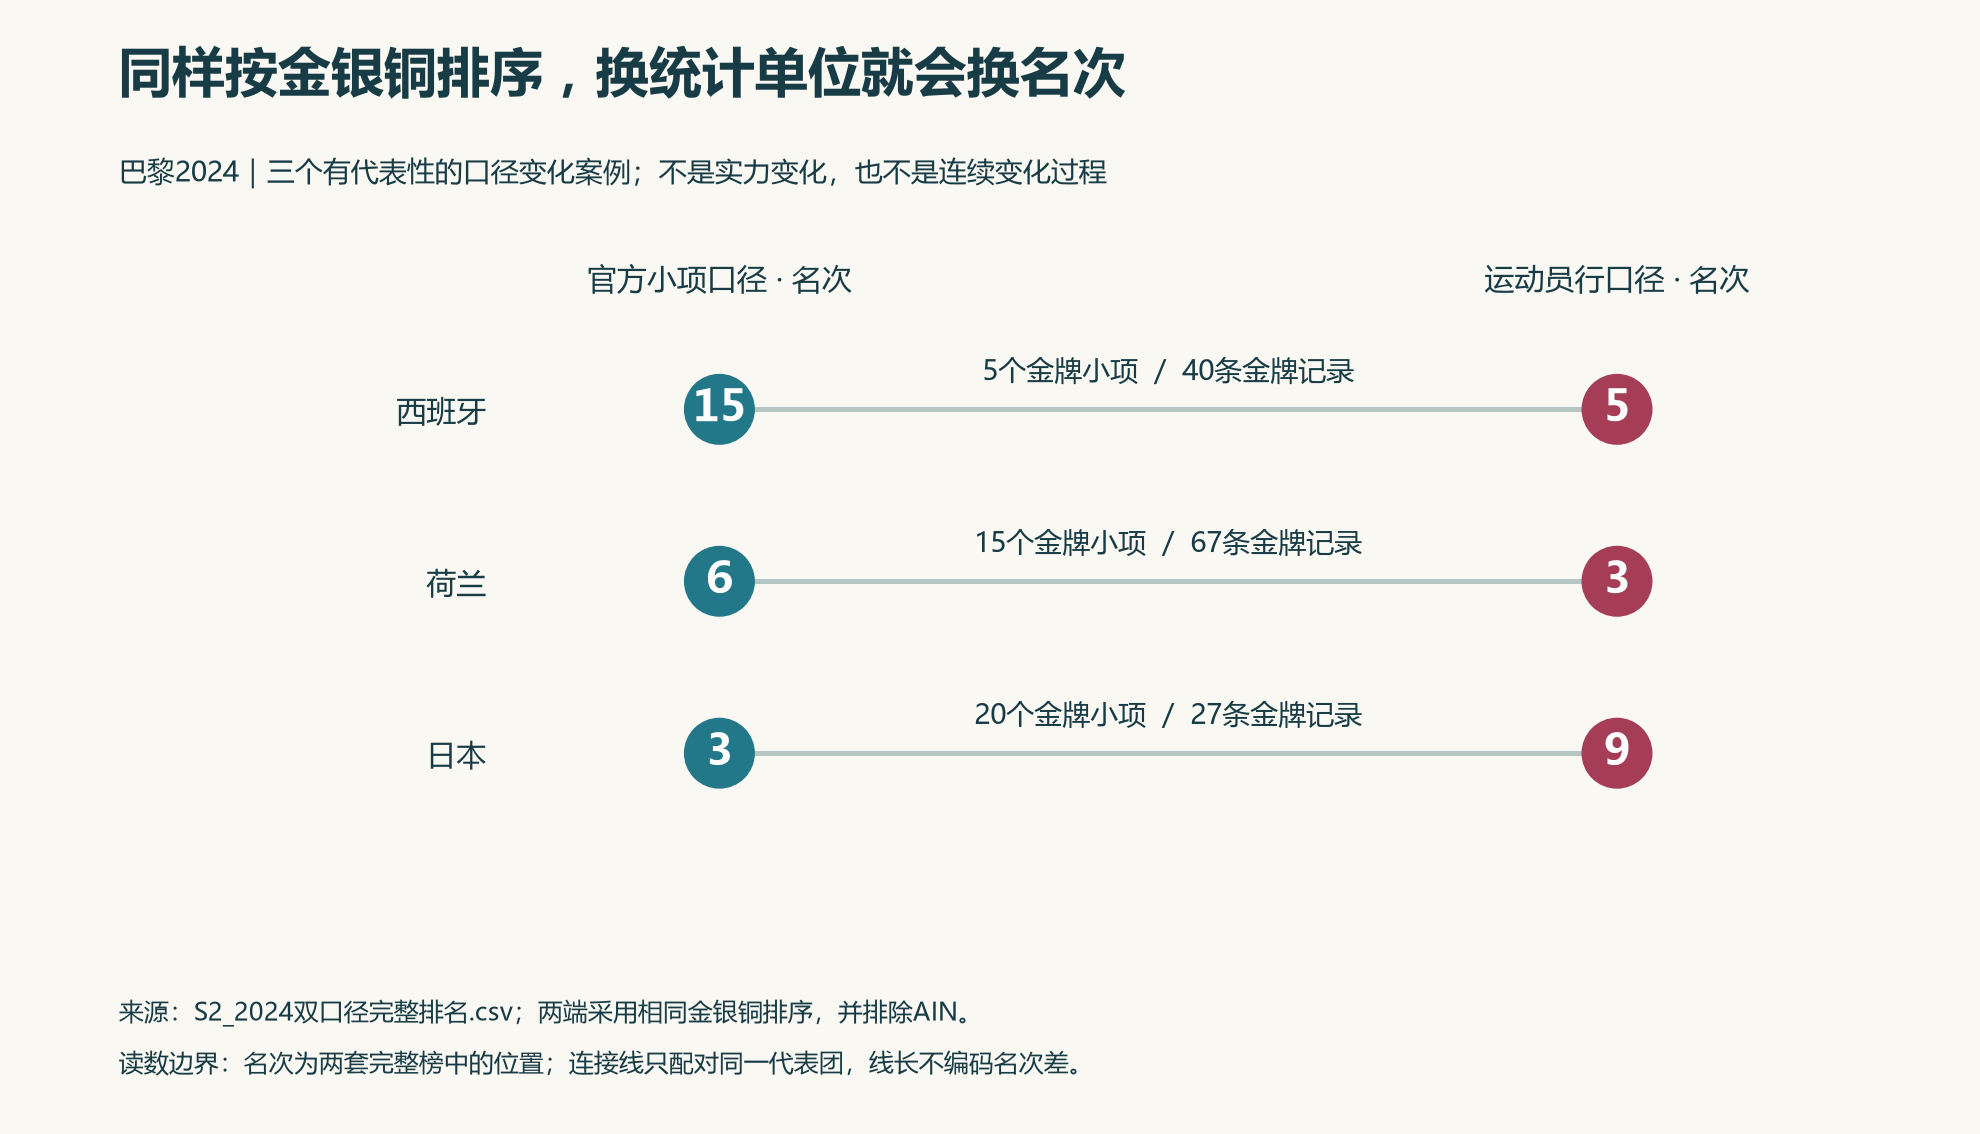 同样按金银铜排序，换统计单位就会换名次
巴黎2024｜三个有代表性的口径变化案例；不是实力变化，也不是连续变化过程
官方小项口径 · 名次
运动员行口径 · 名次
5个金牌小项 / 40条金牌记录
西班牙 15 5
15个金牌小项 / 67条金牌记录
荷兰 6 3
20个金牌小项 / 27条金牌记录
日本 3 9
来源：S2_2024双口径完整排名.csv；两端采用相同金银铜排序，并排除AIN。
读数边界：名次为两套完整榜中的位置；连接线只配对同一代表团，线长不编码名次差。